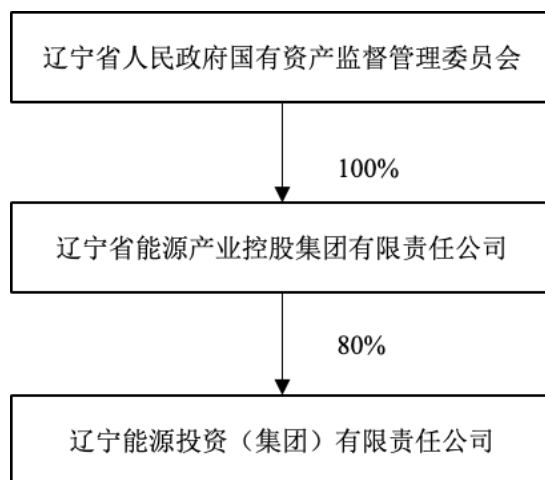 辽宁省人民政府国有资产监督管理委员会
100%
辽宁省能源产业控股集团有限责任公司
80%
辽宁能源投资（集团）有限责任公司